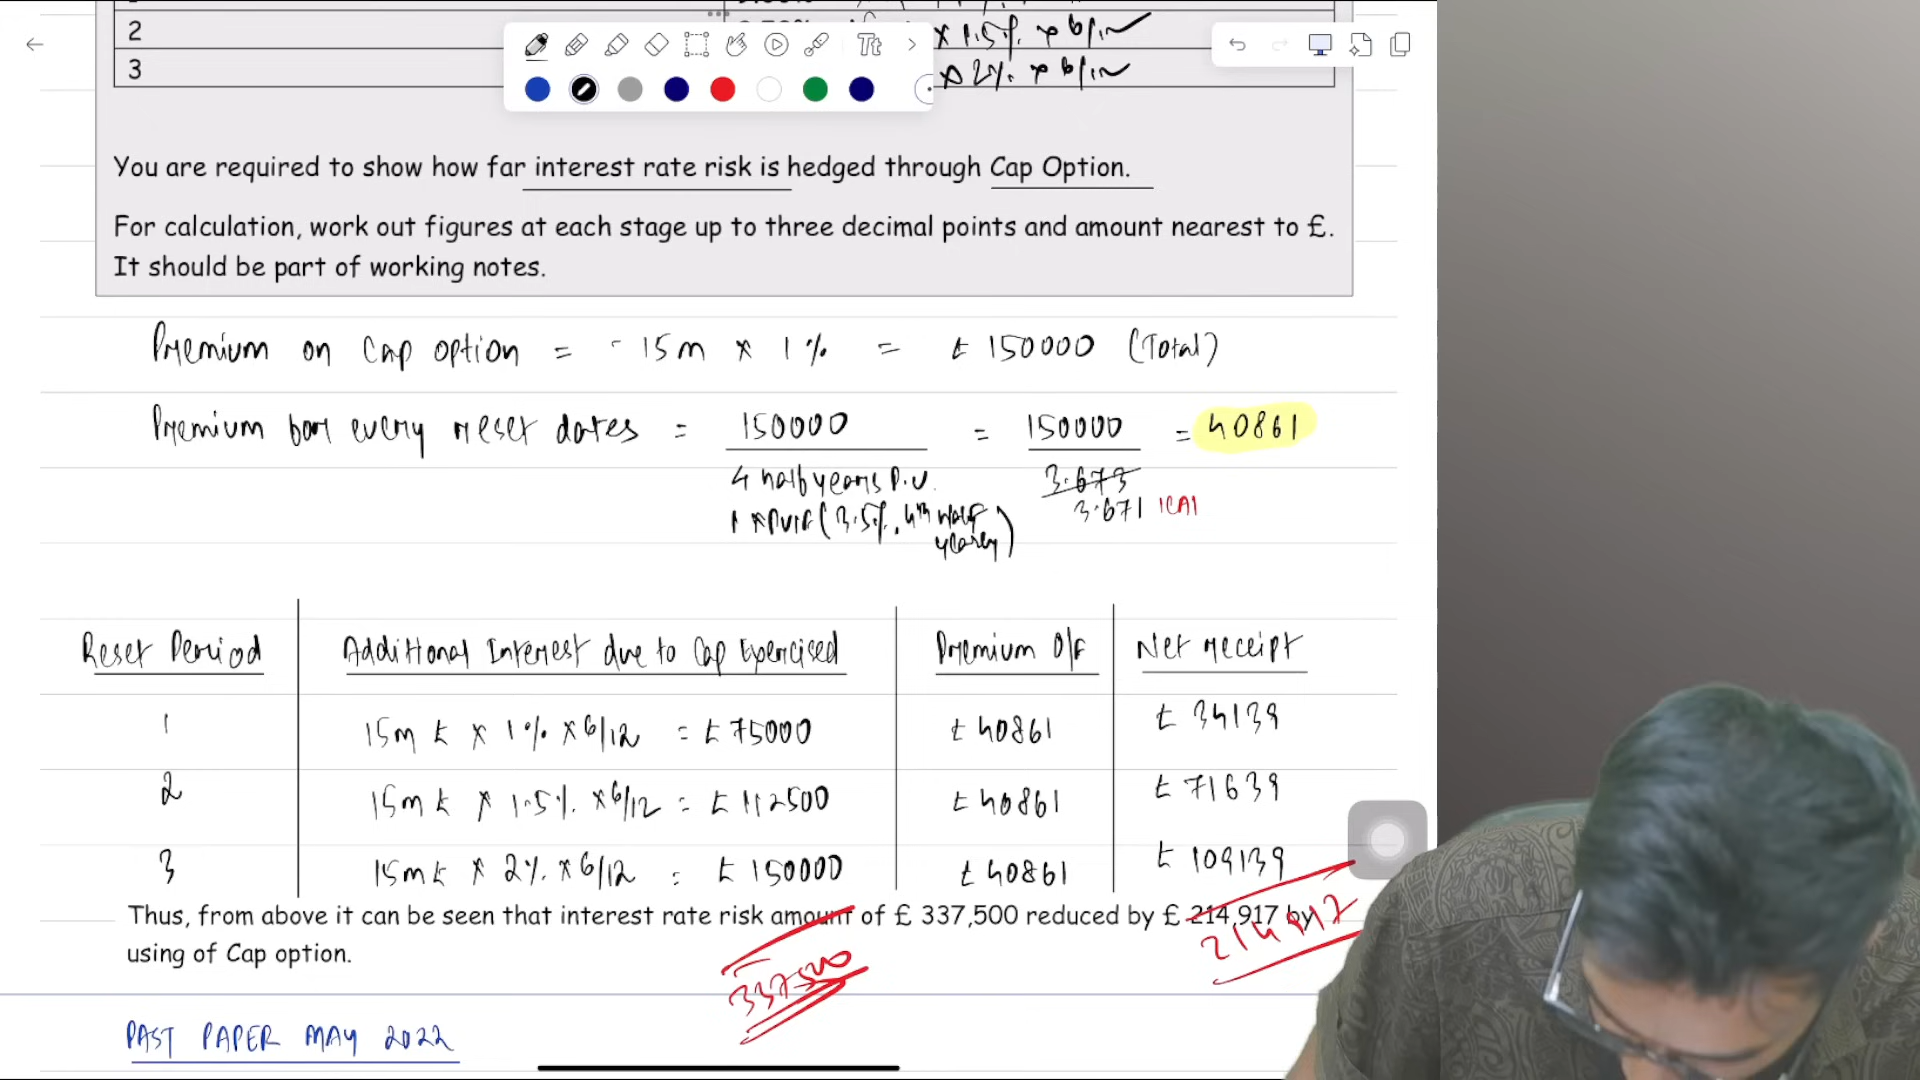 2 × 1.5% × 6/12
3 × 2% × 6/12
Tt
You are required to show how far interest rate risk is hedged through Cap Option.
For calculation, work out figures at each stage up to three decimal points and amount nearest to £.
It should be part of working notes.
Premium on Cap option = 15m × 1% = £ 150000 (Total)
Premium for every reset dates = 150000 = 150000 = 40861
4 half years P.V. 3.673
3.671 ICAI
(3.5%, 4th half
yearly)
Reset Period Additional Interest due to Cap Exercised Premium O/F Net receipt
1 15m £ × 1% × 6/12 = £ 75000 £ 40861 £ 34139
2 15m £ × 1.5% × 6/12 = £ 112500 £ 40861 £ 71639
3 15m £ × 2% × 6/12 = £ 150000 £ 40861 £ 109139
Thus, from above it can be seen that interest rate risk amount of £ 337,500 reduced by £ 214,917 by
214917
using of Cap option.
337500
PAST PAPER MAY 2022